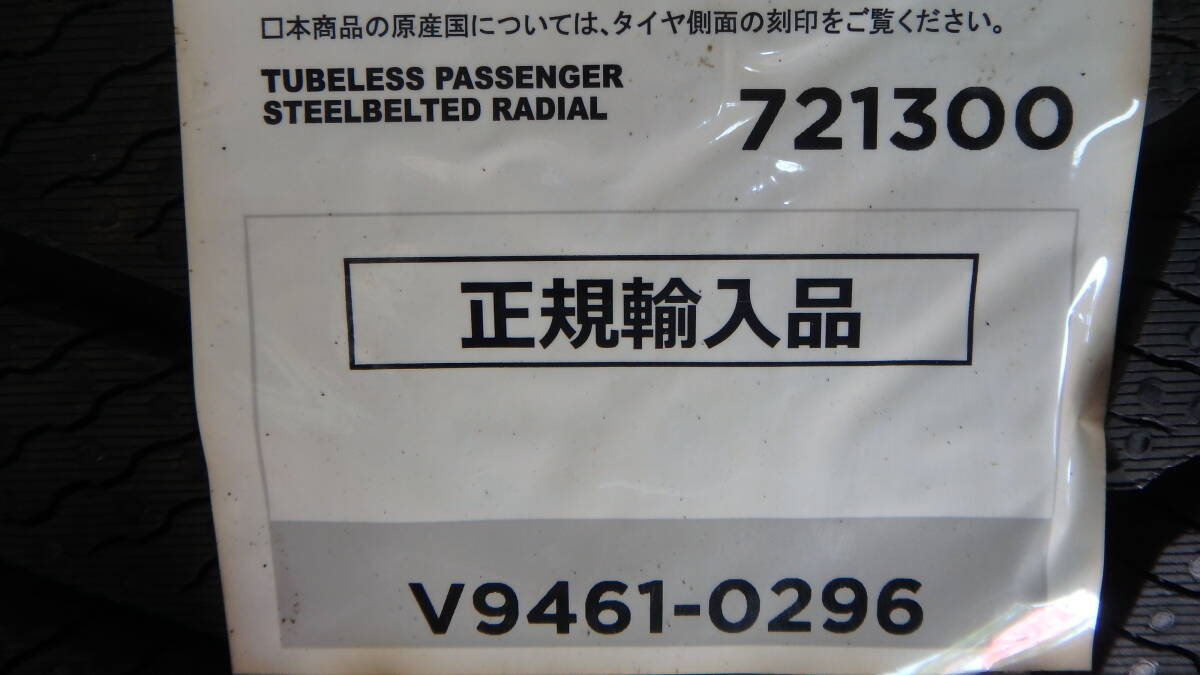 □本商品の原産国については、タイヤ側面の刻印をご覧ください。
TUBELESS PASSENGER
STEELBELTED RADIAL
721300
正規輸入品
V9461-0296